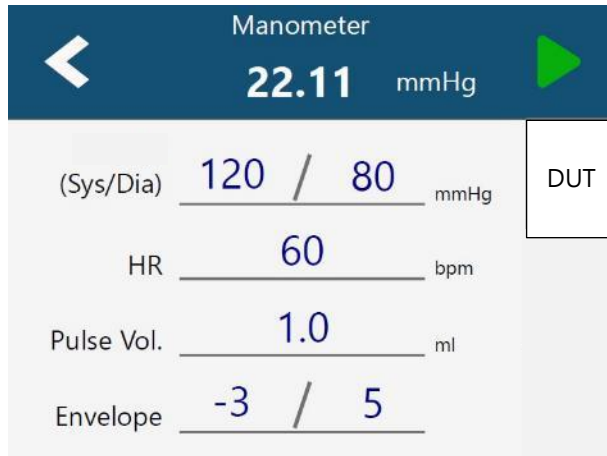 Manometer
22.11 mmHg
(Sys/Dia) 120 / 80 mmHg
DUT
HR 60 bpm
Pulse Vol. 1.0 ml
Envelope -3 / 5